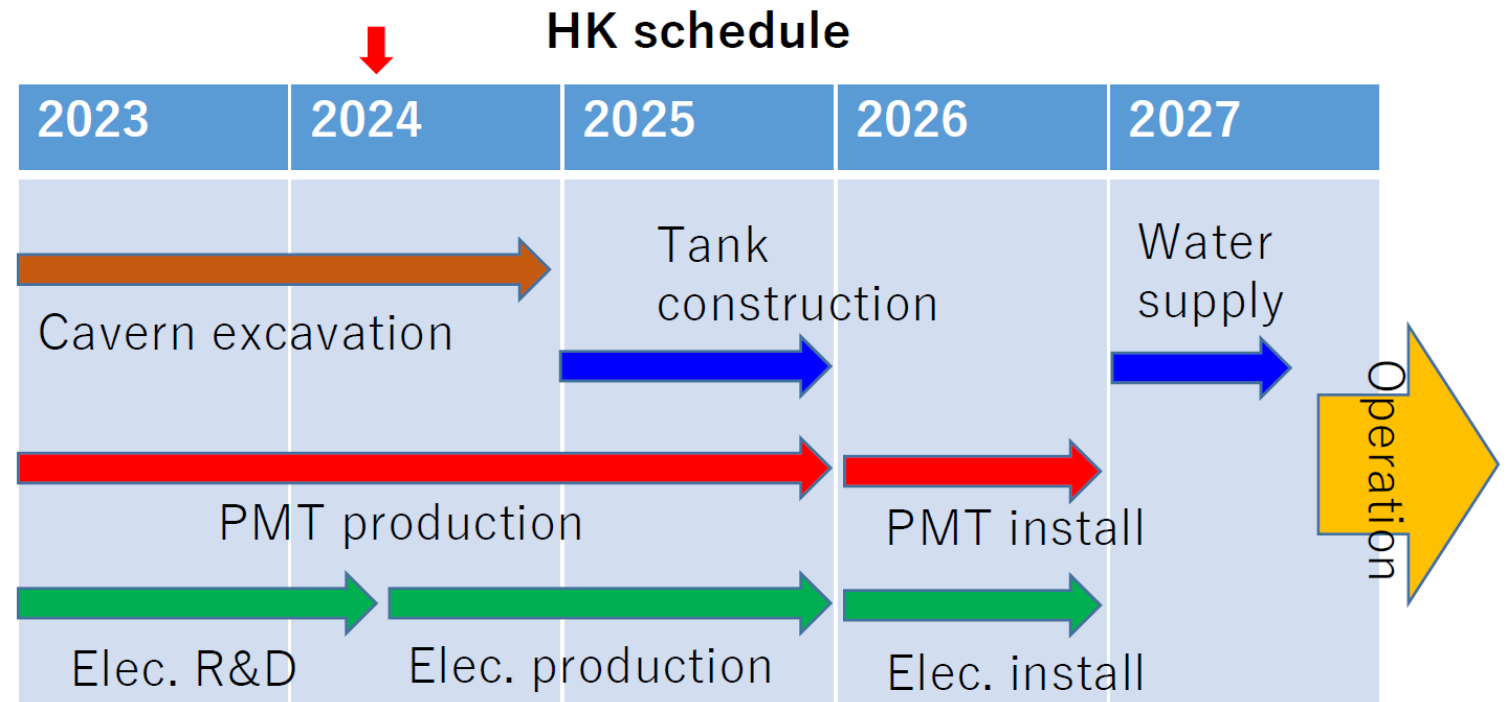 HK schedule
2023 2024 2025 2026 2027
Tank
construction
Water
supply
Cavern excavation
Operation
PMT production
PMT install
Elec. R&D
Elec. production
Elec. install